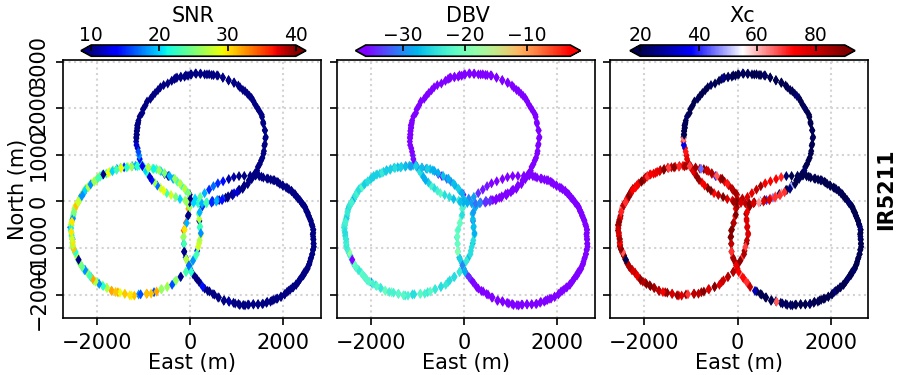 SNR DBV Xc
10 20 30 40 −30 −20 −10 20 40 60 80
3000
2000
1000
0
−1000
−2000
North (m)
−2000 0 2000 −2000 0 2000 −2000 0 2000
East (m) East (m) East (m)
IR5211